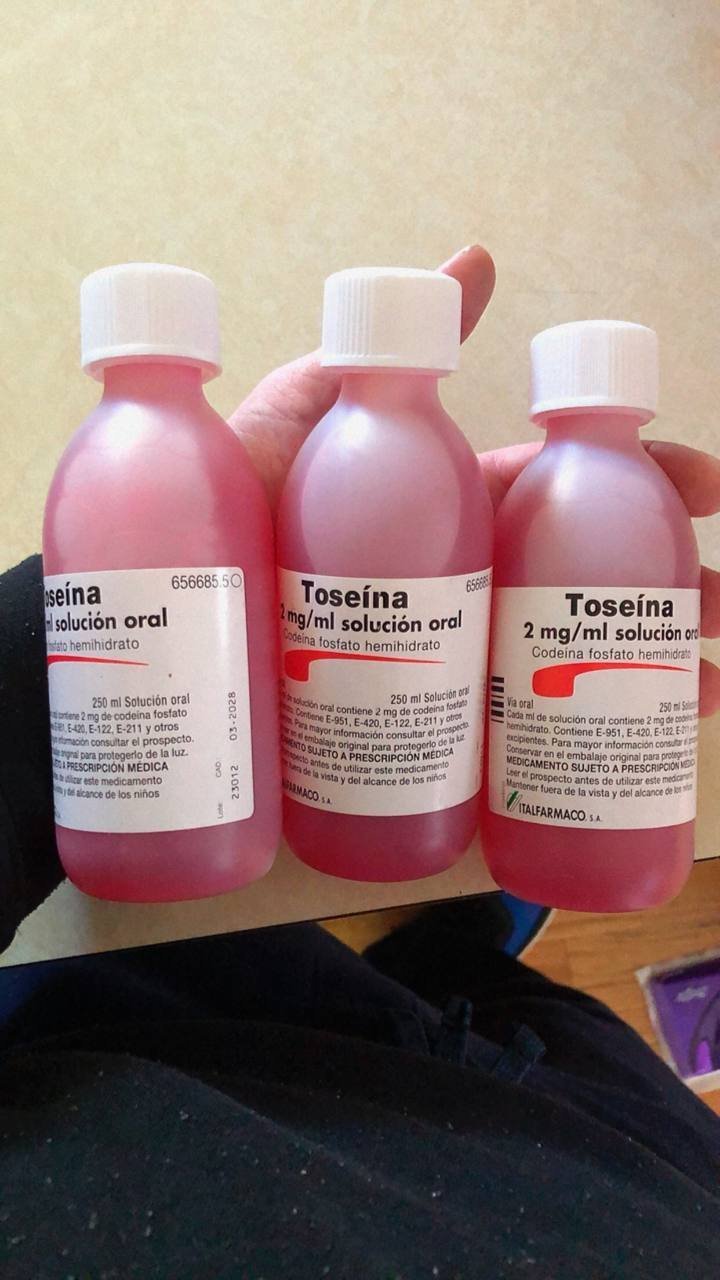 656685.5
oseína
ml solución oral
fosfato hemihidrato
250 ml Solución oral
contiene 2 mg de codeína fosfato
E-951, E-420, E-122, E-211 y otros
información consultar el prospecto.
original para protegerlo de la luz.
A PRESCRIPCIÓN MÉDICA
de utilizar este medicamento
y del alcance de los niños
CAD. 03-2028
Lote: 23012
656685
Toseína
2 mg/ml solución oral
Codeína fosfato hemihidrato
250 ml Solución oral
de solución oral contiene 2 mg de codeína fosfato
Contiene E-951, E-420, E-122, E-211 y otros
Para mayor información consultar el prospecto.
en el embalaje original para protegerlo de la luz.
SUJETO A PRESCRIPCIÓN MÉDICA
prospecto antes de utilizar este medicamento
fuera de la vista y del alcance de los niños
FARMACO S.A.
Toseína
2 mg/ml solución oral
Codeína fosfato hemihidrato
Vía oral
250 ml
Cada ml de solución oral contiene 2 mg de codeína
hemihidrato. Contiene E-951, E-420, E-122, E-211 y
excipientes. Para mayor información consultar el
Conservar en el embalaje original para
MEDICAMENTO SUJETO A PRESCRIPCIÓN MÉDICA
Leer el prospecto antes de utilizar este medicamento
Mantener fuera de la vista y del alcance de los niños
ITALFARMACO S.A.